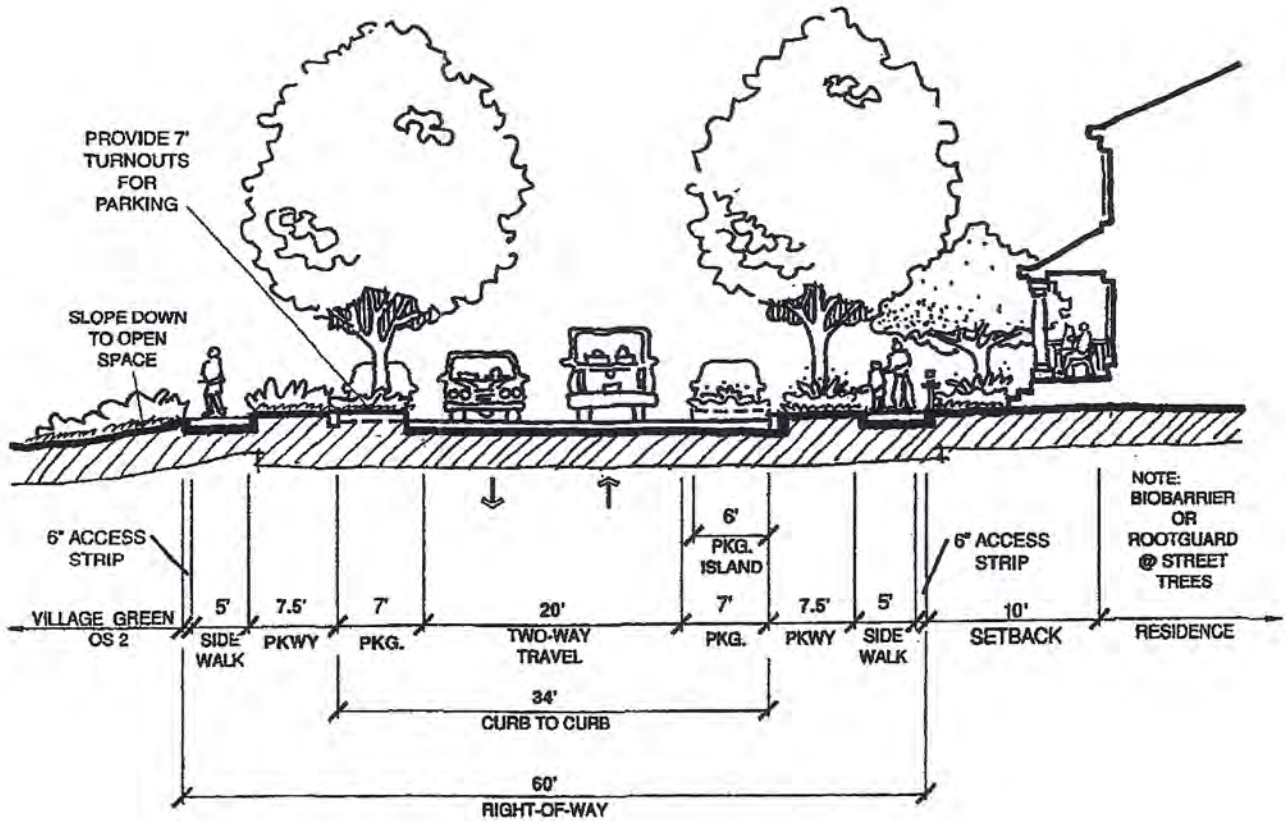 PROVIDE 7'
TURNOUTS
FOR
PARKING
SLOPE DOWN
TO OPEN
SPACE
6" ACCESS
STRIP
6'
PKG.
ISLAND
6" ACCESS
STRIP
NOTE:
BIOBARRIER
OR
ROOTGUARD
@ STREET
TREES
VILLAGE GREEN
OS 2
5'
SIDE
WALK
7.5'
PKWY
7'
PKG.
20'
TWO-WAY
TRAVEL
7'
PKG.
7.5'
PKWY
5'
SIDE
WALK
10'
SETBACK
RESIDENCE
34'
CURB TO CURB
60'
RIGHT-OF-WAY